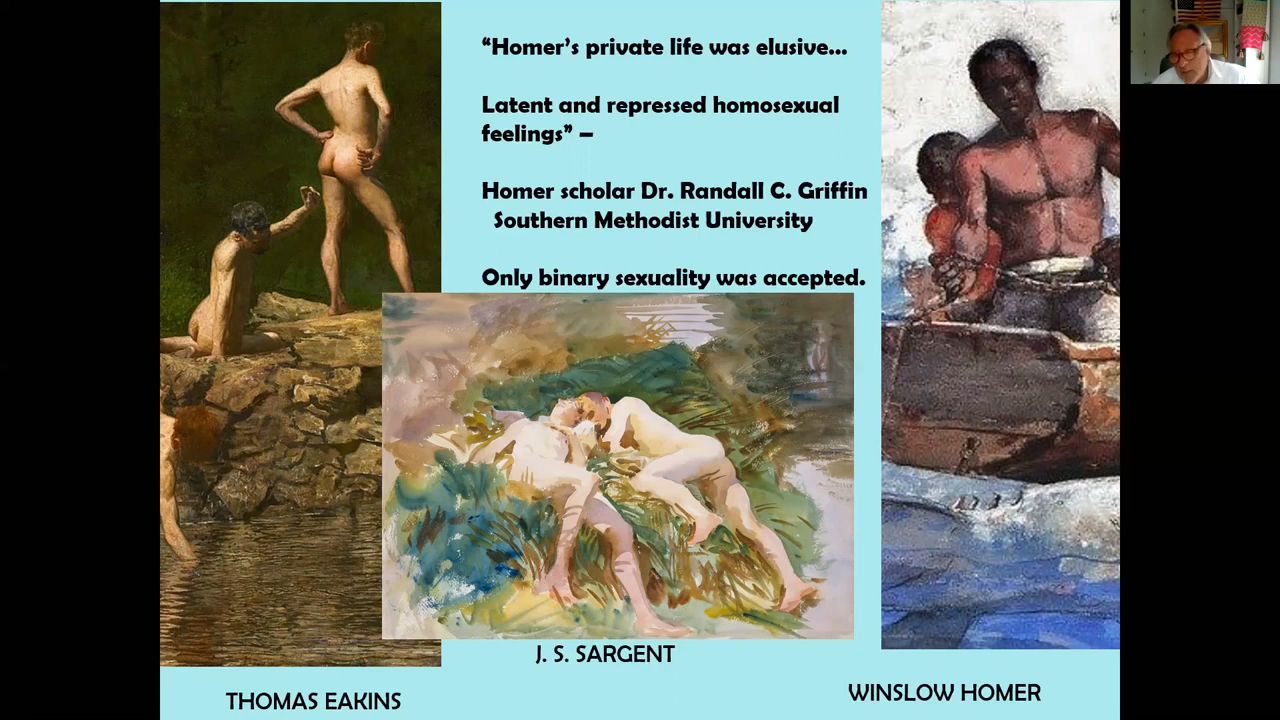 “Homer’s private life was elusive...
Latent and repressed homosexual
feelings” –
Homer scholar Dr. Randall C. Griffin
Southern Methodist University
Only binary sexuality was accepted.
J. S. SARGENT
WINSLOW HOMER
THOMAS EAKINS